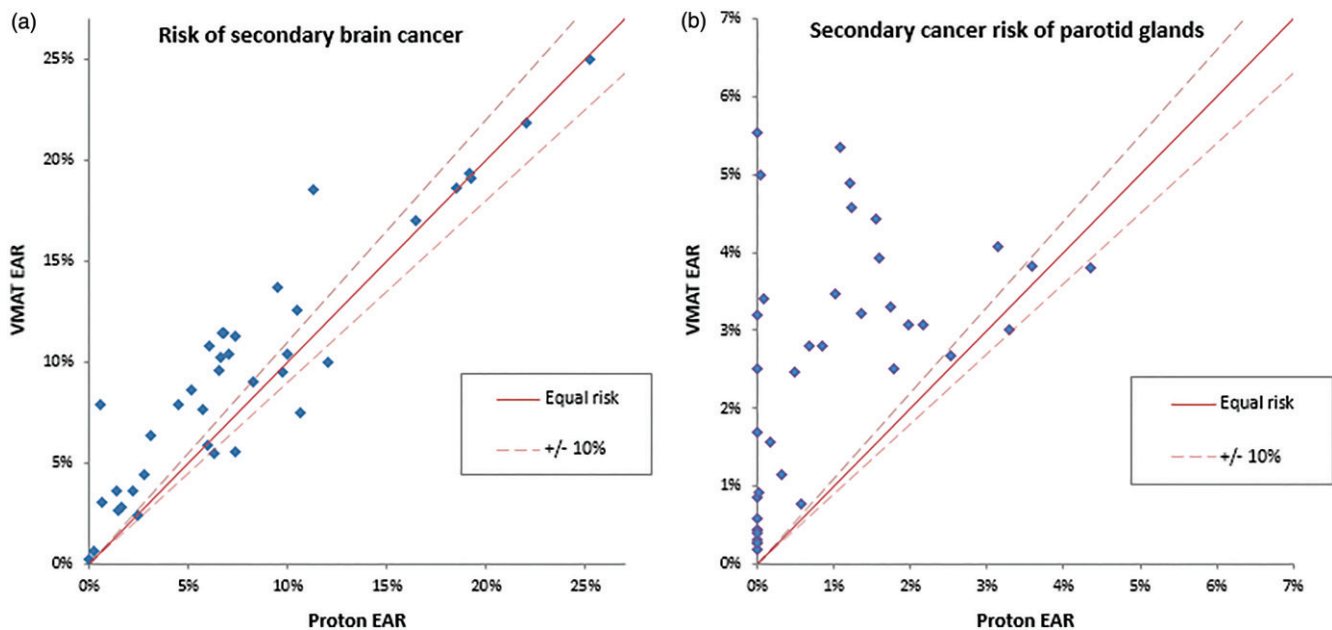 (a)
Risk of secondary brain cancer
25%
20%
15%
10%
5%
0%
VMAT EAR
0% 5% 10% 15% 20% 25%
Proton EAR
Equal risk
+/- 10%
(b)
Secondary cancer risk of parotid glands
7%
6%
5%
4%
3%
2%
1%
0%
VMAT EAR
0% 1% 2% 3% 4% 5% 6% 7%
Proton EAR
Equal risk
+/- 10%